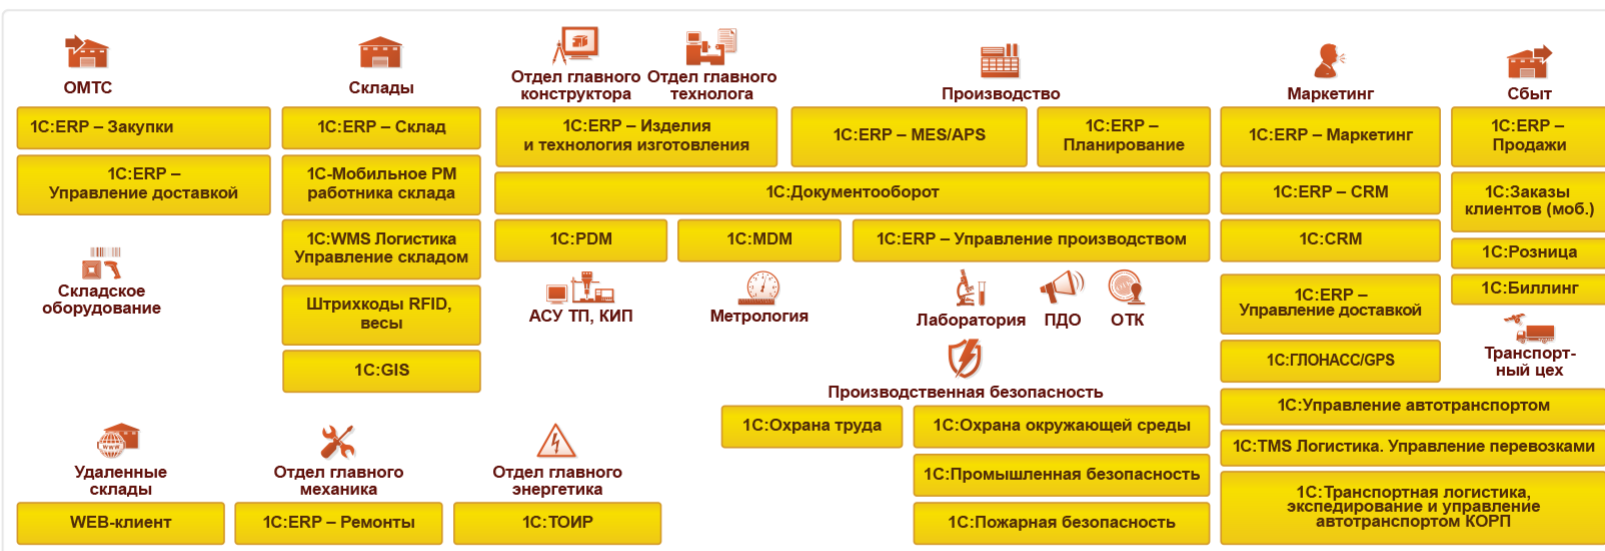 ОМТС
1С:ERP – Закупки
1С:ERP –
Управление доставкой
Складское
оборудование
Склады
1С:ERP – Склад
1С-Мобильное РМ
работника склада
1С:WMS Логистика
Управление складом
Штрихкоды RFID,
весы
1С:GIS
Отдел главного
конструктора
Отдел главного
технолога
1С:ERP – Изделия
и технология изготовления
Производство
1С:ERP – MES/APS
1С:ERP –
Планирование
1С:Документооборот
1С:PDM
1С:MDM
1С:ERP – Управление производством
АСУ ТП, КИП
Метрология
Лаборатория
ПДО
ОТК
Производственная безопасность
1С:Охрана труда
1С:Охрана окружающей среды
1С:Промышленная безопасность
1С:Пожарная безопасность
Маркетинг
1С:ERP – Маркетинг
1С:ERP – CRM
1С:CRM
1С:ERP –
Управление доставкой
1С:ГЛОНАСС/GPS
Сбыт
1С:ERP –
Продажи
1С:Заказы
клиентов (моб.)
1С:Розница
1С:Биллинг
Транспорт-
ный цех
1С:Управление автотранспортом
1С:TMS Логистика. Управление перевозками
1С:Транспортная логистика,
экспедирование и управление
автотранспортом КОРП
Удаленные
склады
WEB-клиент
Отдел главного
механика
1С:ERP – Ремонты
Отдел главного
энергетика
1С:ТОИР